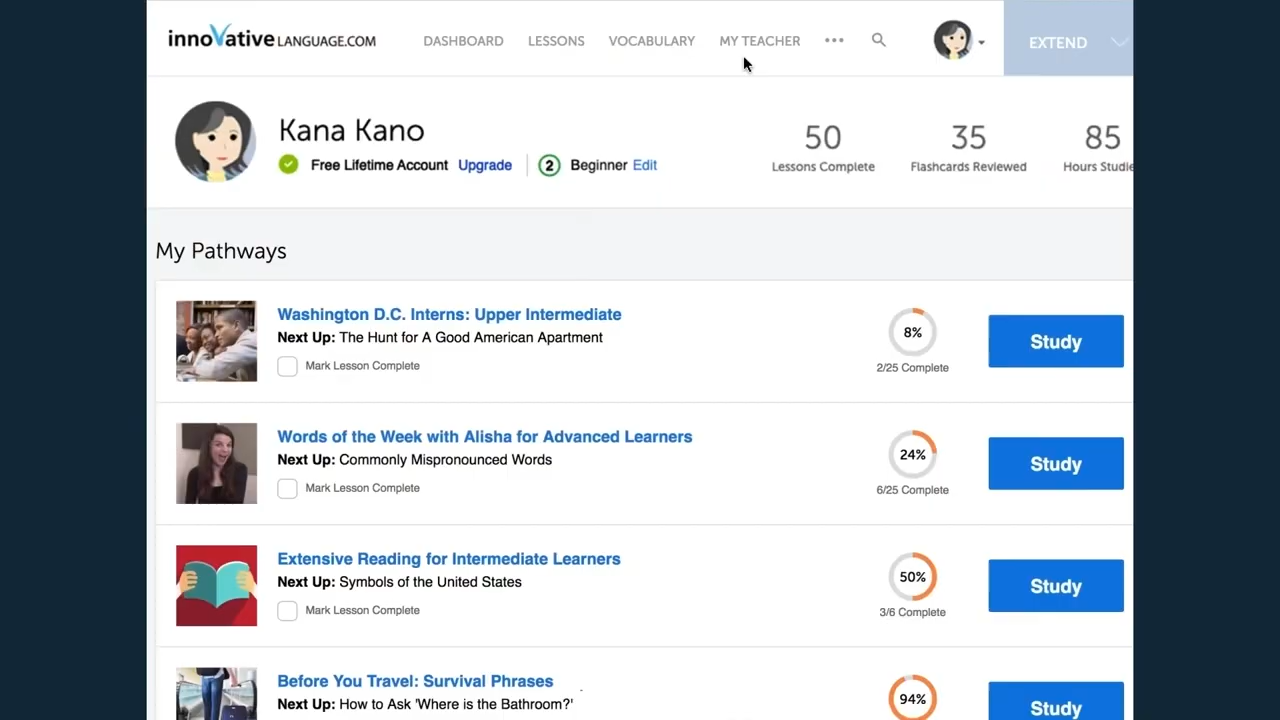 innoVative LANGUAGE.COM DASHBOARD LESSONS VOCABULARY MY TEACHER ••• EXTEND
Kana Kano
Free Lifetime Account Upgrade 2 Beginner Edit
50 35 85
Lessons Complete Flashcards Reviewed Hours Studie
My Pathways
Washington D.C. Interns: Upper Intermediate
Next Up: The Hunt for A Good American Apartment
Mark Lesson Complete
8%
2/25 Complete
Study
Words of the Week with Alisha for Advanced Learners
Next Up: Commonly Mispronounced Words
Mark Lesson Complete
24%
6/25 Complete
Study
Extensive Reading for Intermediate Learners
Next Up: Symbols of the United States
Mark Lesson Complete
50%
3/6 Complete
Study
Before You Travel: Survival Phrases
Next Up: How to Ask 'Where is the Bathroom?'
94%
Study